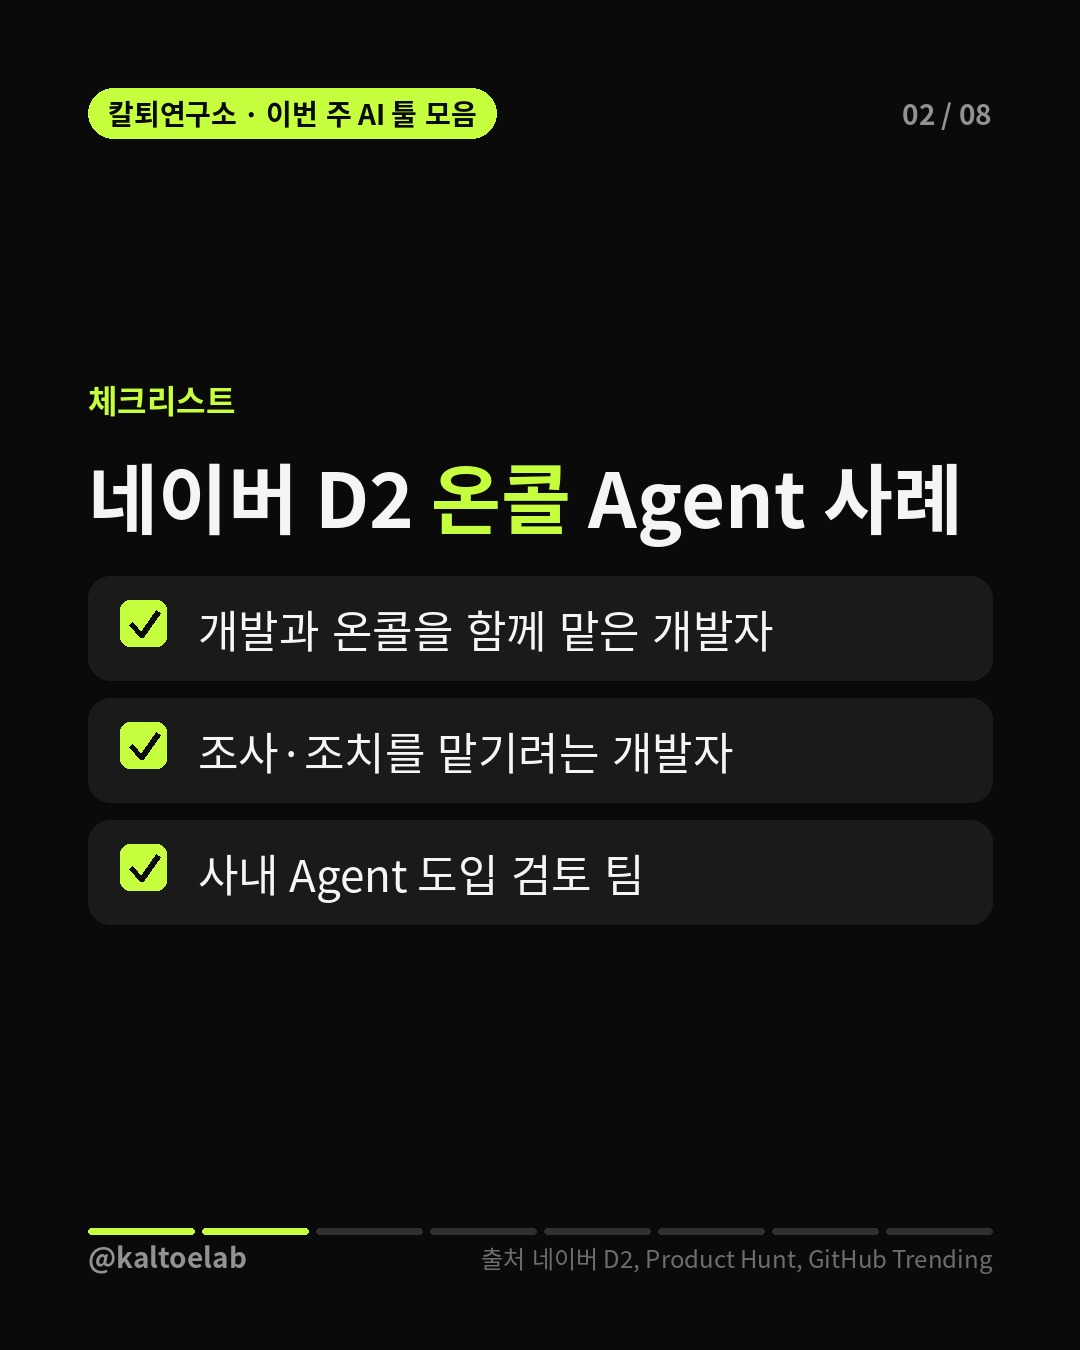 칼퇴연구소 · 이번 주 AI 툴 모음
02 / 08
체크리스트
네이버 D2 온콜 Agent 사례
개발과 온콜을 함께 맡은 개발자
조사·조치를 맡기려는 개발자
사내 Agent 도입 검토 팀
@kaltoelab
출처 네이버 D2, Product Hunt, GitHub Trending